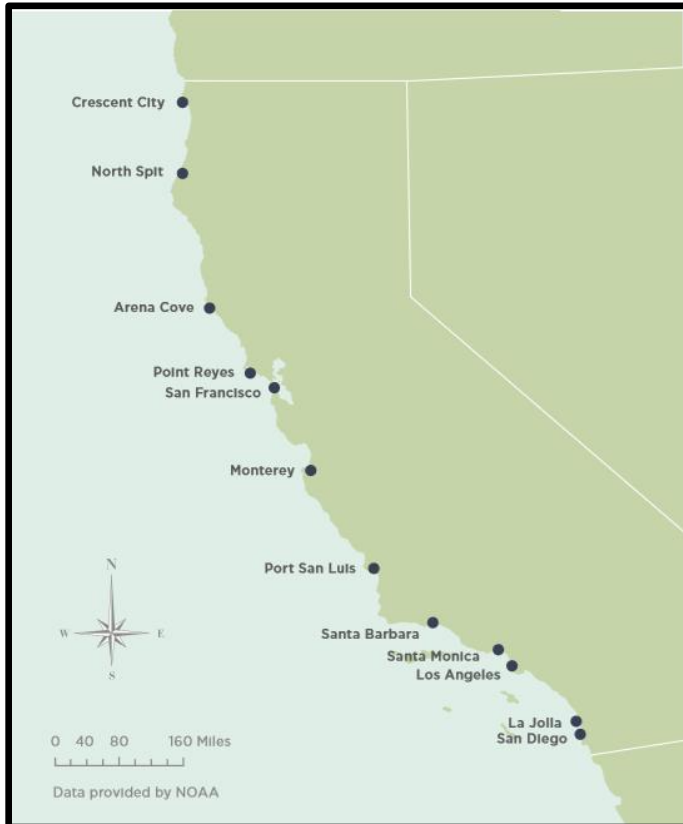 Crescent City
North Spit
Arena Cove
Point Reyes
San Francisco
Monterey
Port San Luis
Santa Barbara
Santa Monica
Los Angeles
La Jolla
San Diego
N
W E
S
0 40 80 160 Miles
Data provided by NOAA